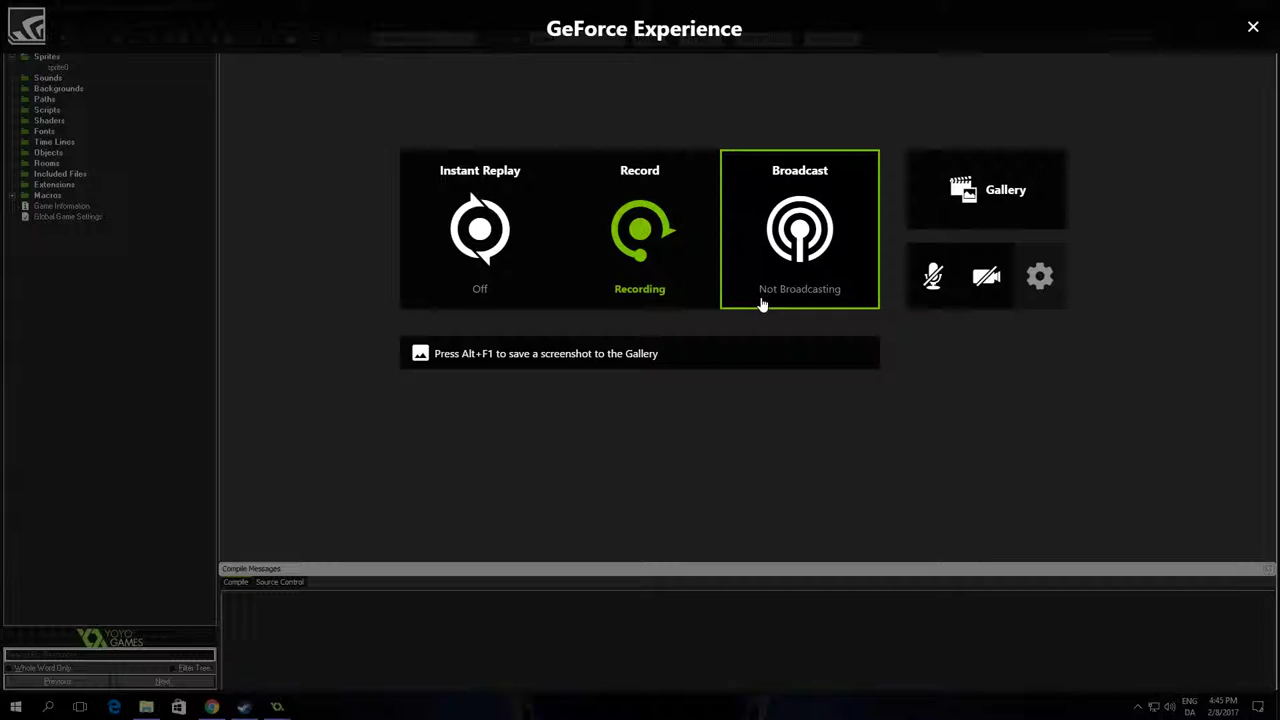 GeForce Experience
Sprites
sprite0
Sounds
Backgrounds
Paths
Scripts
Shaders
Fonts
Time Lines
Objects
Rooms
Included Files
Extensions
Macros
Game Information
Global Game Settings
Instant Replay
Off
Record
Recording
Broadcast
Not Broadcasting
Gallery
Press Alt+F1 to save a screenshot to the Gallery
Compile Messages
Compile Source Control
YOYO
GAMES
Whole Word Only Filter Tree
Previous Next
ENG
DA
4:45 PM
2/8/2017